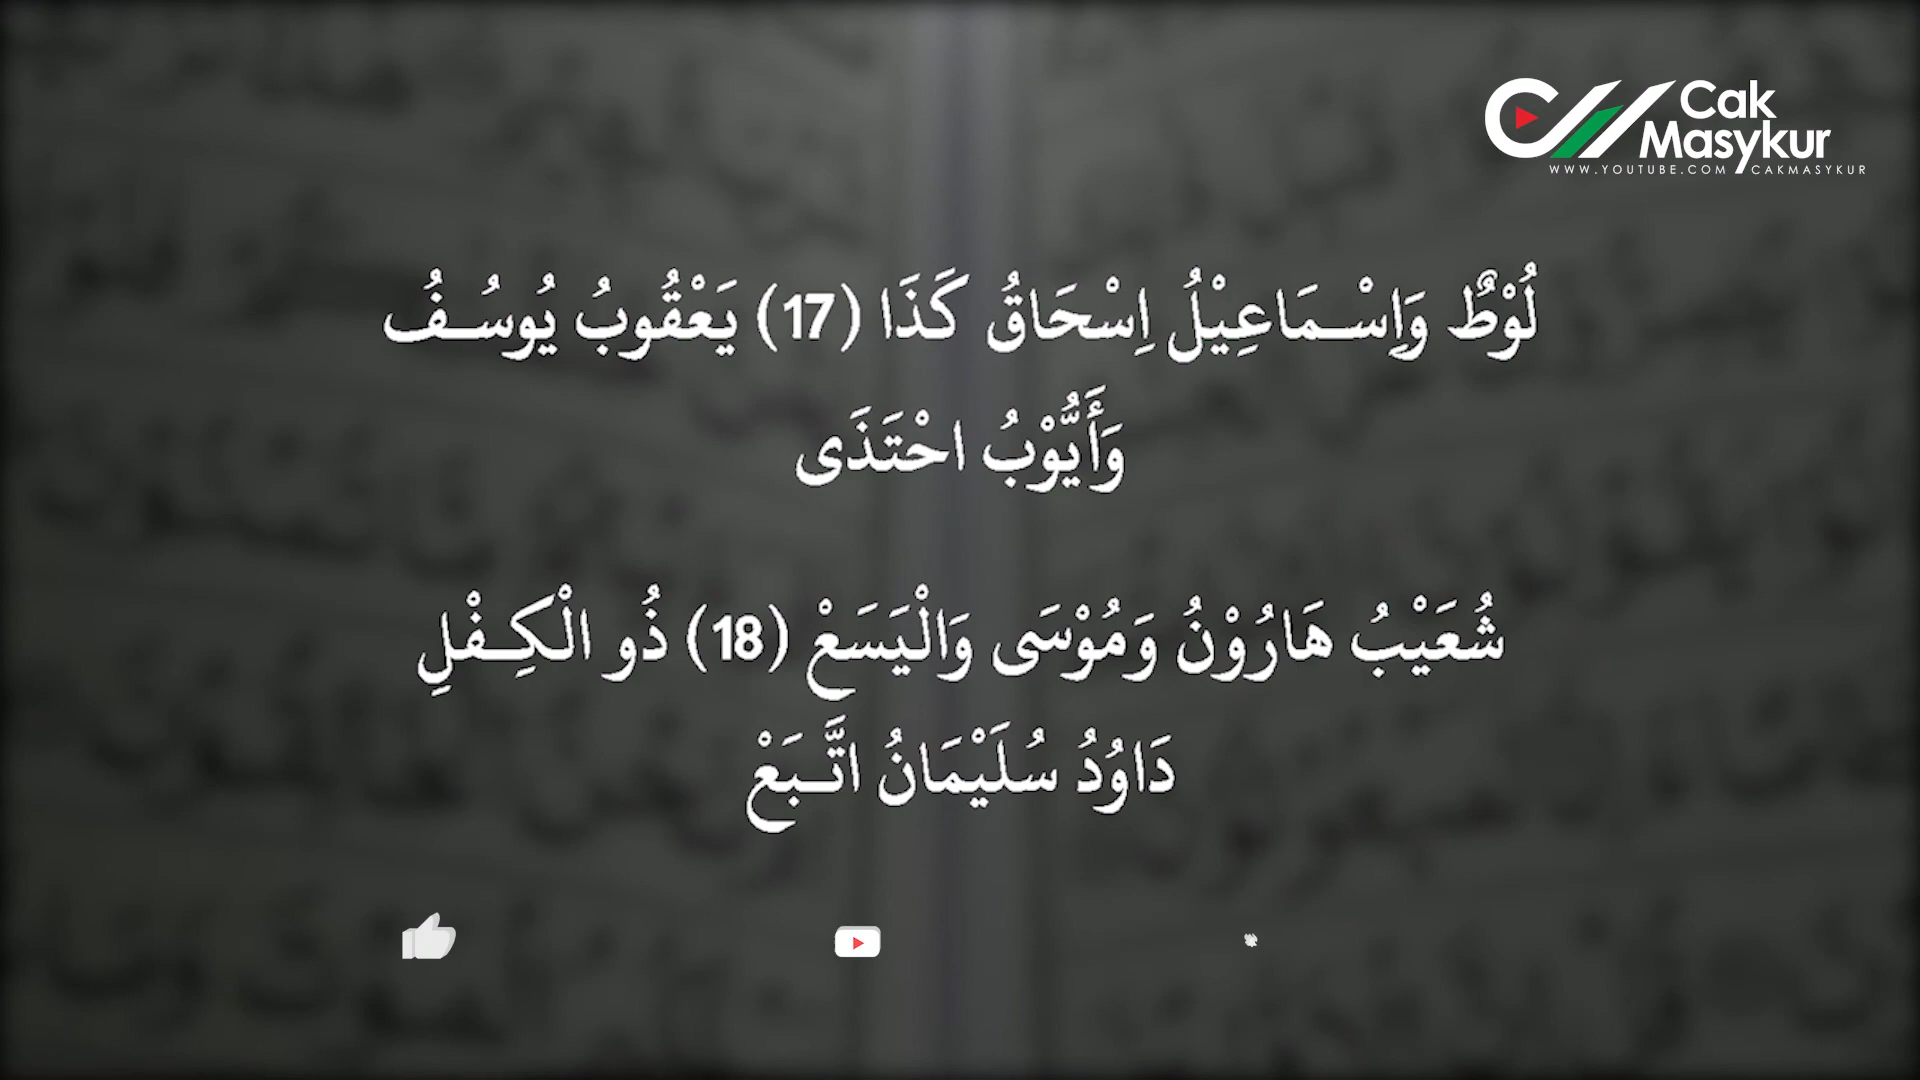 Cak
Masykur
WWW.YOUTUBE.COM / CAKMASYKUR
لُوْطٌ وَاِسْـمَاعِيْلُ اِسْحَاقُ كَذَا (17) يَعْقُوبُ يُوسُـفُ
وَأَيُّوْبُ احْتَذَى
شُعَيْبُ هَارُوْنُ وَمُوْسَى وَالْيَسَعْ (18) ذُو الْكِـفْلِ
دَاوُدُ سُلَيْمَانُ اتَّـبَعْ